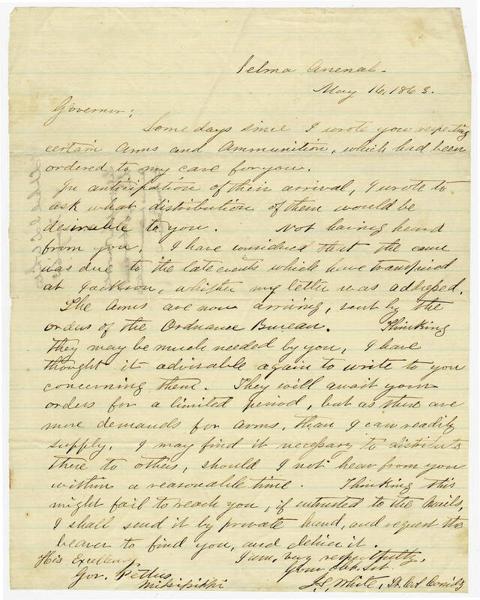 Selma Arsenal.
May 16, 1863.
Governor;
Some days since I wrote you respecting
certain Arms and Ammunition, which had been
ordered to my care for you.
In anticipation of their arrival, I wrote to
ask what distribution of them would be
desirable to you. Not having heard
from you, I have considered that the cause
was due to the late events which have transpired
at Jackson, whither my letter was addressed.
The Arms are now arriving, sent by the
orders of the Ordnance Bureau. Thinking
they may be much needed by you, I have
thought it advisable again to write to you
concerning them. They will await your
orders for a limited period, but as there are
more demands for arms, than I can readily
supply, I may find it necessary to distribute
these to others, should I not hear from you
within a reasonable time. Thinking this
might fail to reach you, if intrusted to the Mails,
I shall send it by private hand, and request the
bearer to find you, and deliver it.
His Excellency I am, very respectfully,
Gov. Pettus Your Obt. Svt.
Mississippi J. L. White, Lt. Col. Comdg